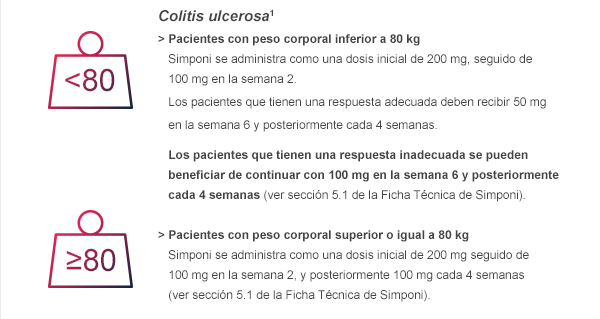 Colitis ulcerosa¹
> Pacientes con peso corporal inferior a 80 kg
<80
Simponi se administra como una dosis inicial de 200 mg, seguido de
100 mg en la semana 2.
Los pacientes que tienen una respuesta adecuada deben recibir 50 mg
en la semana 6 y posteriormente cada 4 semanas.
Los pacientes que tienen una respuesta inadecuada se pueden
beneficiar de continuar con 100 mg en la semana 6 y posteriormente
cada 4 semanas (ver sección 5.1 de la Ficha Técnica de Simponi).
> Pacientes con peso corporal superior o igual a 80 kg
≥80
Simponi se administra como una dosis inicial de 200 mg seguido de
100 mg en la semana 2, y posteriormente 100 mg cada 4 semanas
(ver sección 5.1 de la Ficha Técnica de Simponi).